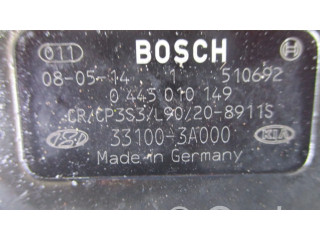 011 BOSCH
08-05-14 1 510692
0 445 010 149
CR/CP3S3/L90/20-8911S
33100-3A000
Made in Germany